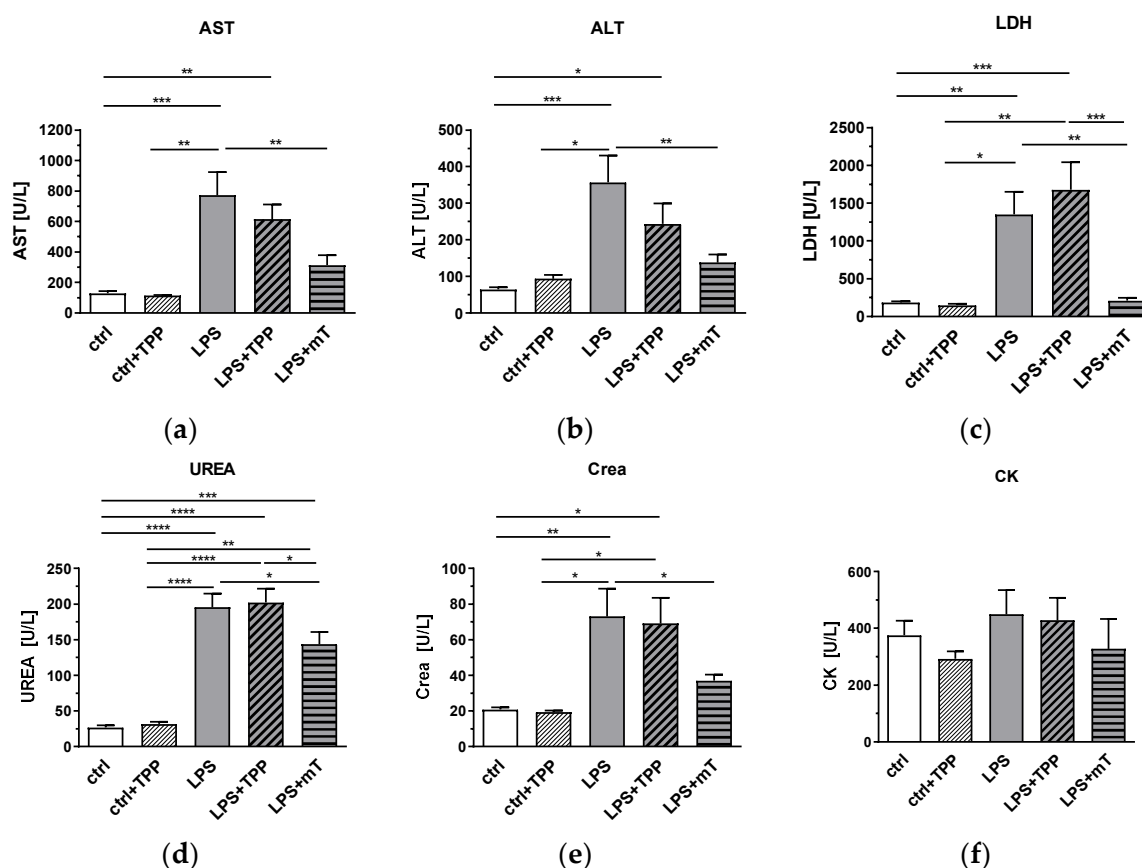 AST
**
***
** **
AST [U/L]
1200
1000
800
600
400
200
0
ctrl
ctrl+TPP
LPS
LPS+TPP
LPS+mT
(a)
ALT
*
***
* **
ALT [U/L]
500
400
300
200
100
0
ctrl
ctrl+TPP
LPS
LPS+TPP
LPS+mT
(b)
LDH
***
**
** ***
**
*
LDH [U/L]
2500
2000
1500
1000
500
0
ctrl
ctrl+TPP
LPS
LPS+TPP
LPS+mT
(c)
UREA
***
****
****
**
**** *
**** *
UREA [U/L]
250
200
150
100
50
0
ctrl
ctrl+TPP
LPS
LPS+TPP
LPS+mT
(d)
Crea
*
**
*
* *
Crea [U/L]
100
80
60
40
20
0
ctrl
ctrl+TPP
LPS
LPS+TPP
LPS+mT
(e)
CK
CK [U/L]
600
400
200
0
ctrl
ctrl+TPP
LPS
LPS+TPP
LPS+mT
(f)